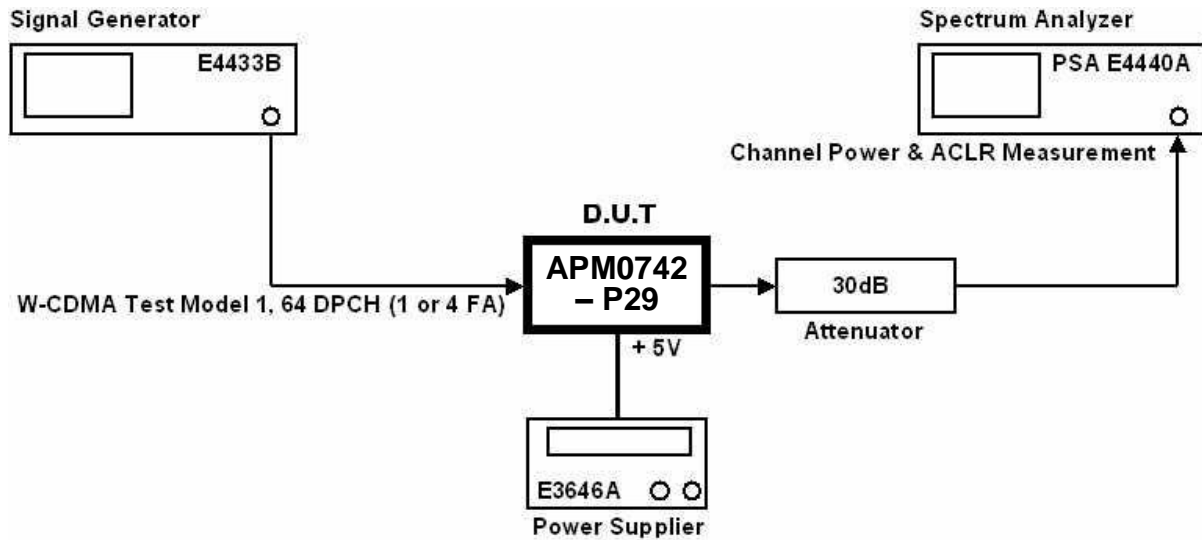 Signal Generator
E4433B
Spectrum Analyzer
PSA E4440A
Channel Power & ACLR Measurement
D.U.T
APM0742
– P29
W-CDMA Test Model 1, 64 DPCH (1 or 4 FA)
30dB
Attenuator
+ 5V
E3646A
Power Supplier